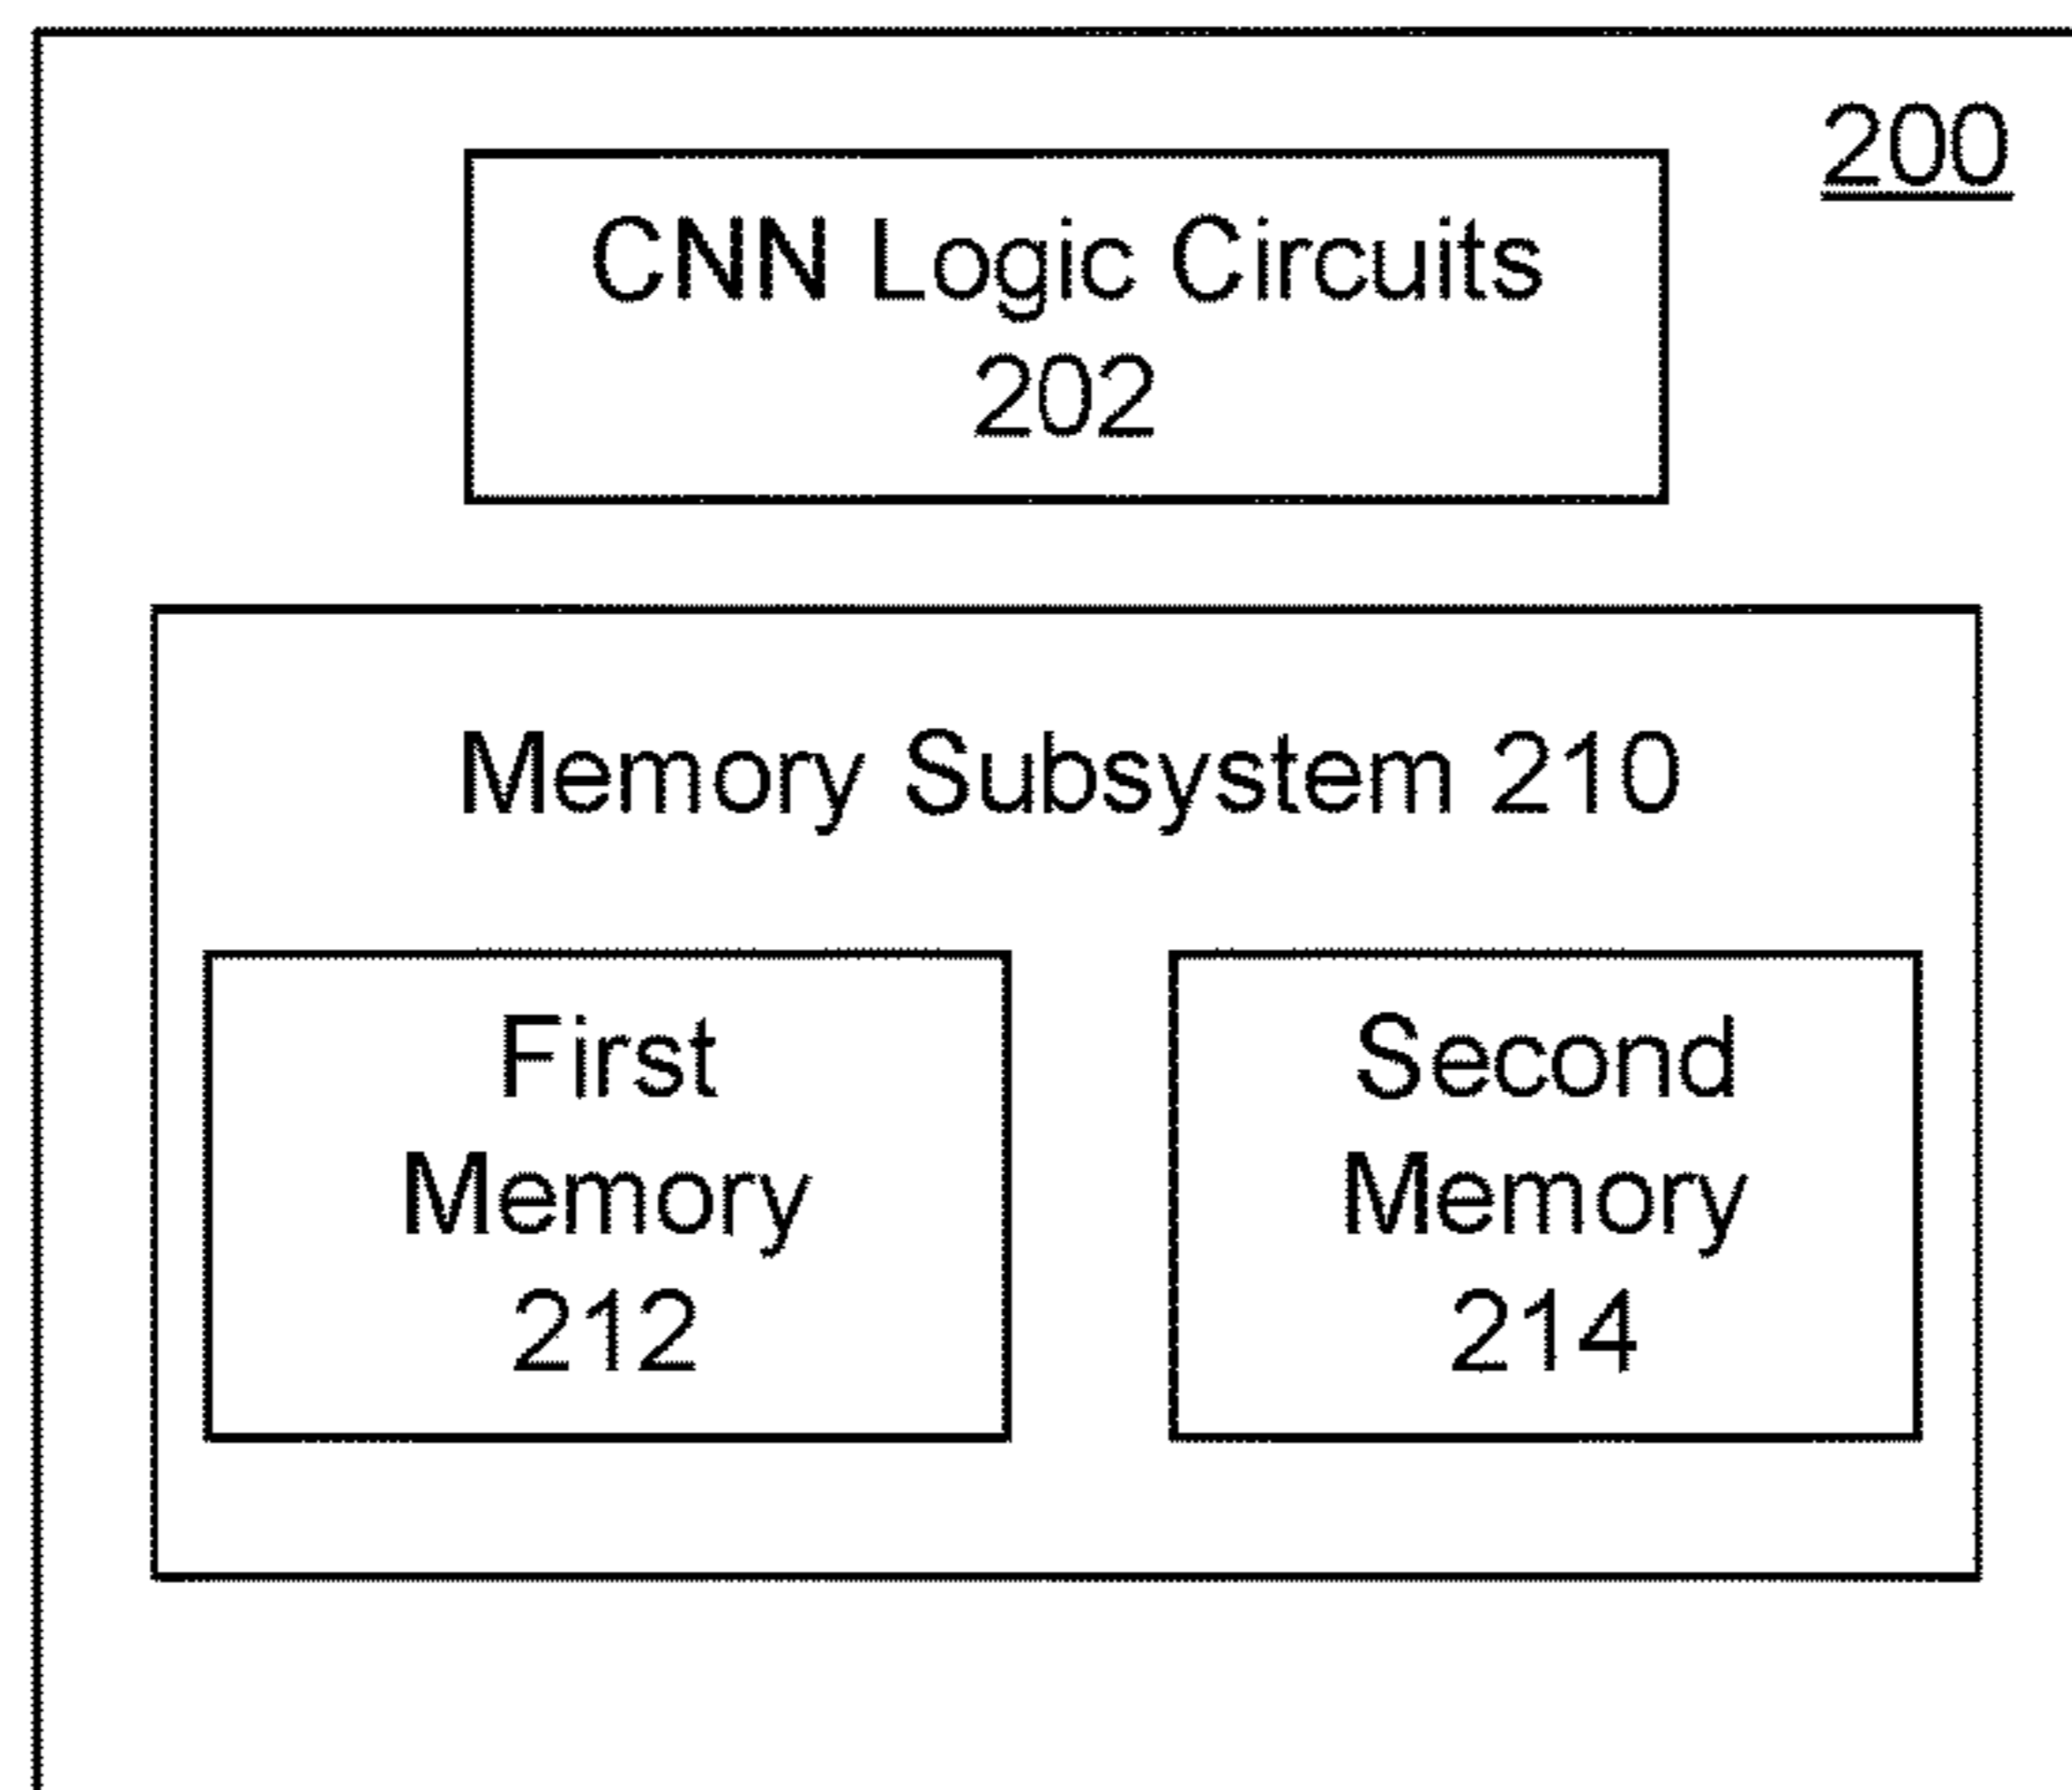 200
CNN Logic Circuits
202
Memory Subsystem 210
First
Memory
212
Second
Memory
214